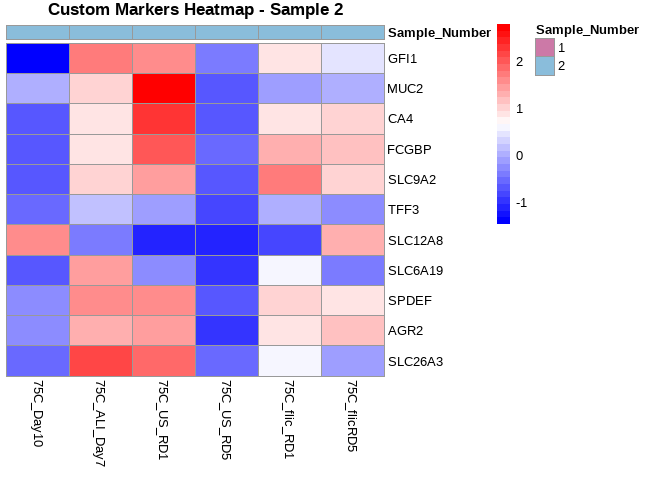 Custom Markers Heatmap - Sample 2
Sample_Number
GFI1
MUC2
CA4
FCGBP
SLC9A2
TFF3
SLC12A8
SLC6A19
SPDEF
AGR2
SLC26A3
75C_Day10
75C_ALI_Day7
75C_US_RD1
75C_US_RD5
75C_flic_RD1
75C_flicRD5
2
1
0
-1
Sample_Number
1
2